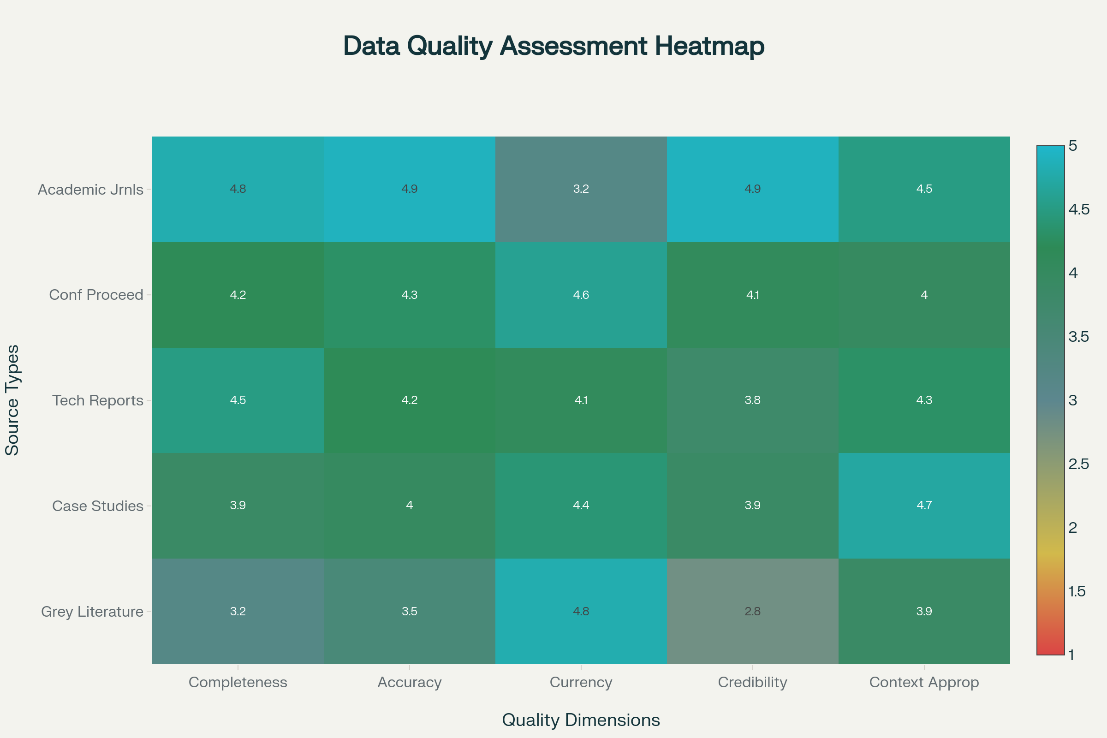 Data Quality Assessment Heatmap
Source Types
Academic Jrnls 4.8 4.9 3.2 4.9 4.5
Conf Proceed 4.2 4.3 4.6 4.1 4
Tech Reports 4.5 4.2 4.1 3.8 4.3
Case Studies 3.9 4 4.4 3.9 4.7
Grey Literature 3.2 3.5 4.8 2.8 3.9
Completeness Accuracy Currency Credibility Context Approp
Quality Dimensions
5
4.5
4
3.5
3
2.5
2
1.5
1